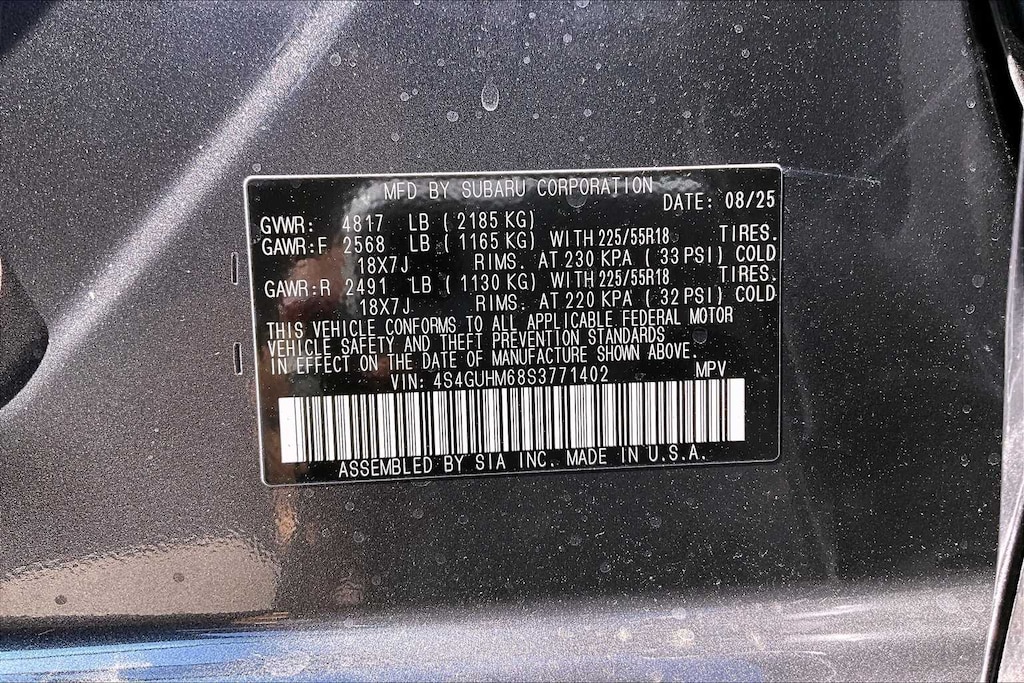 MFD BY SUBARU CORPORATION
DATE: 08/25
GVWR: 4817 LB ( 2185 KG)
GAWR:F 2568 LB ( 1165 KG) WITH 225/55R18 TIRES.
18X7J RIMS. AT 230 KPA ( 33 PSI) COLD
GAWR:R 2491 LB ( 1130 KG) WITH 225/55R18 TIRES.
18X7J RIMS. AT 220 KPA ( 32 PSI) COLD
THIS VEHICLE CONFORMS TO ALL APPLICABLE FEDERAL MOTOR
VEHICLE SAFETY AND THEFT PREVENTION STANDARDS
IN EFFECT ON THE DATE OF MANUFACTURE SHOWN ABOVE.
VIN: 4S4GUHM68S3771402 MPV
ASSEMBLED BY SIA INC. MADE IN U.S.A.